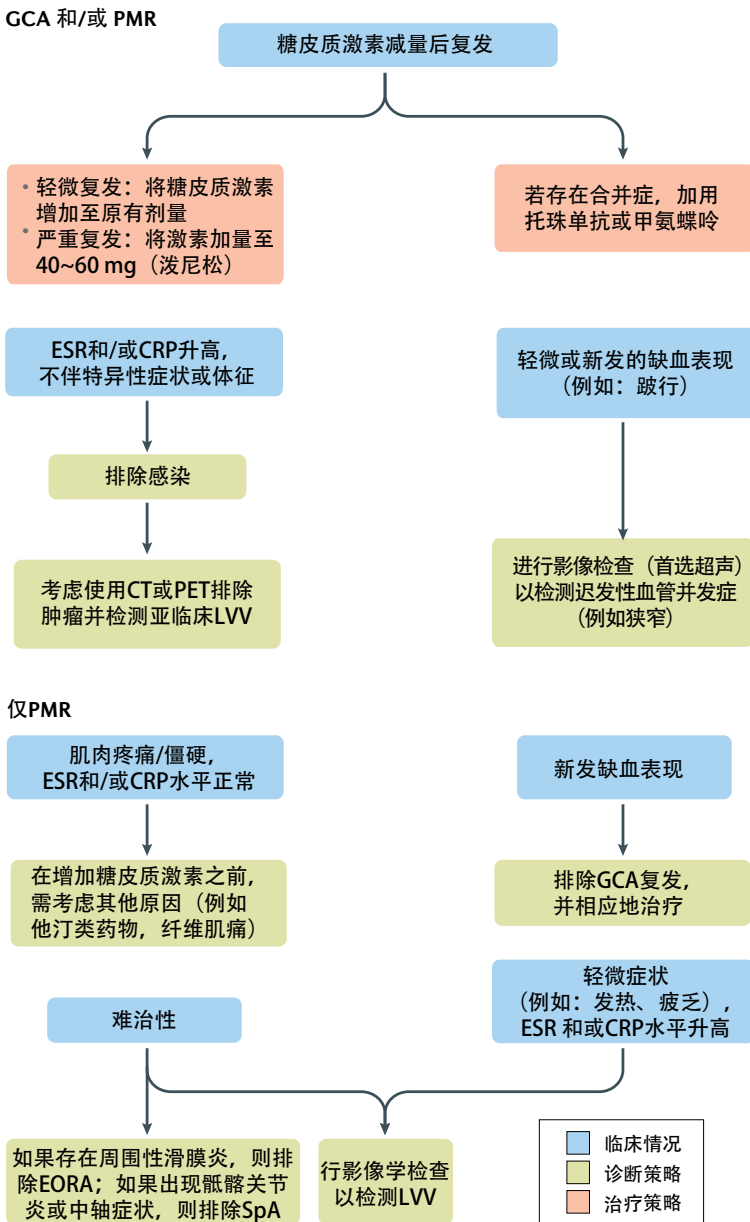 GCA 和/或 PMR
糖皮质激素减量后复发
• 轻微复发：将糖皮质激素
增加至原有剂量
• 严重复发：将激素加量至
40~60 mg（泼尼松）
若存在合并症，加用
托珠单抗或甲氨蝶呤
ESR和/或CRP升高，
不伴特异性症状或体征
轻微或新发的缺血表现
（例如：跛行）
排除感染
考虑使用CT或PET排除
肿瘤并检测亚临床LVV
进行影像检查（首选超声）
以检测迟发性血管并发症
（例如狭窄）
仅PMR
肌肉疼痛/僵硬，
ESR和/或CRP水平正常
新发缺血表现
在增加糖皮质激素之前，
需考虑其他原因（例如
他汀类药物，纤维肌痛）
排除GCA复发，
并相应地治疗
难治性
轻微症状
（例如：发热、疲乏），
ESR 和或CRP水平升高
如果存在周围性滑膜炎，则排
除EORA；如果出现骶髂关节
炎或中轴症状，则排除SpA
行影像学检查
以检测LVV
临床情况
诊断策略
治疗策略